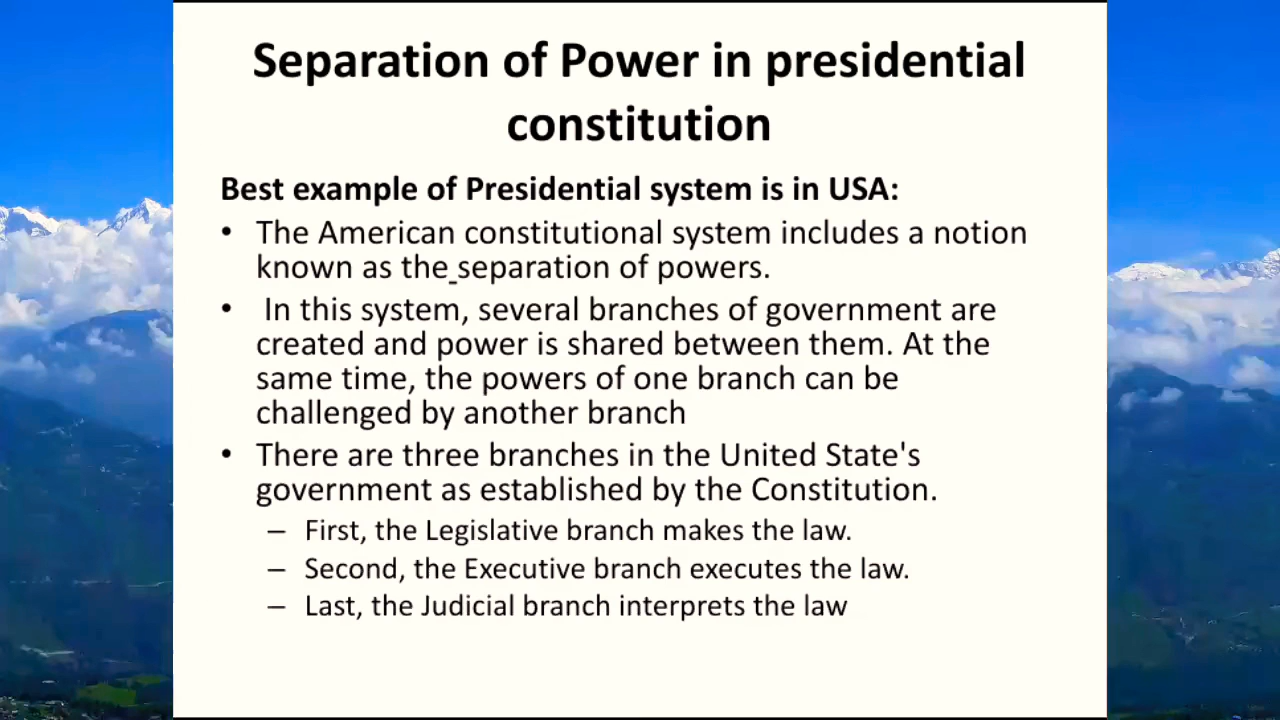 Separation of Power in presidential
constitution
Best example of Presidential system is in USA:
• The American constitutional system includes a notion
known as the separation of powers.
• In this system, several branches of government are
created and power is shared between them. At the
same time, the powers of one branch can be
challenged by another branch
• There are three branches in the United State's
government as established by the Constitution.
– First, the Legislative branch makes the law.
– Second, the Executive branch executes the law.
– Last, the Judicial branch interprets the law